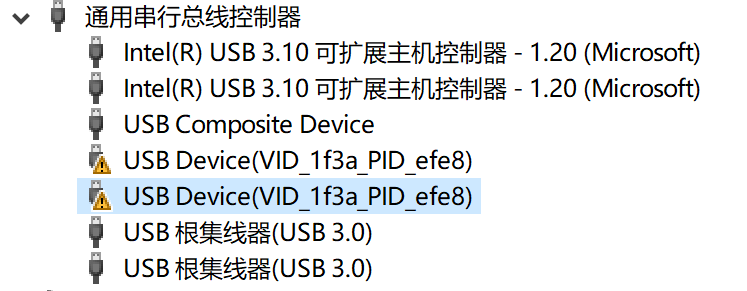 通用串行总线控制器
Intel(R) USB 3.10 可扩展主机控制器 - 1.20 (Microsoft)
Intel(R) USB 3.10 可扩展主机控制器 - 1.20 (Microsoft)
USB Composite Device
USB Device(VID_1f3a_PID_efe8)
USB Device(VID_1f3a_PID_efe8)
USB 根集线器(USB 3.0)
USB 根集线器(USB 3.0)